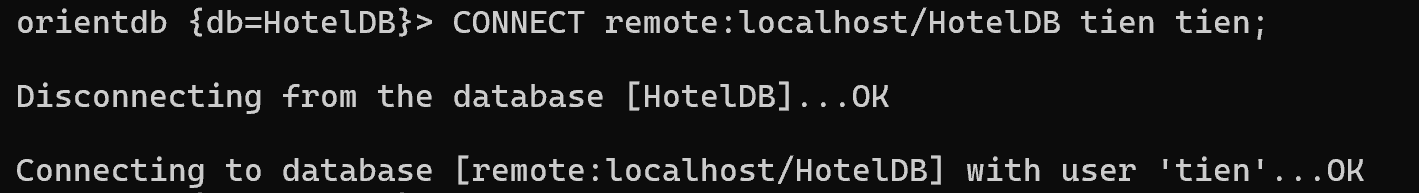 orientdb {db=HotelDB}> CONNECT remote:localhost/HotelDB tien tien;
Disconnecting from the database [HotelDB]...OK
Connecting to database [remote:localhost/HotelDB] with user 'tien'...OK